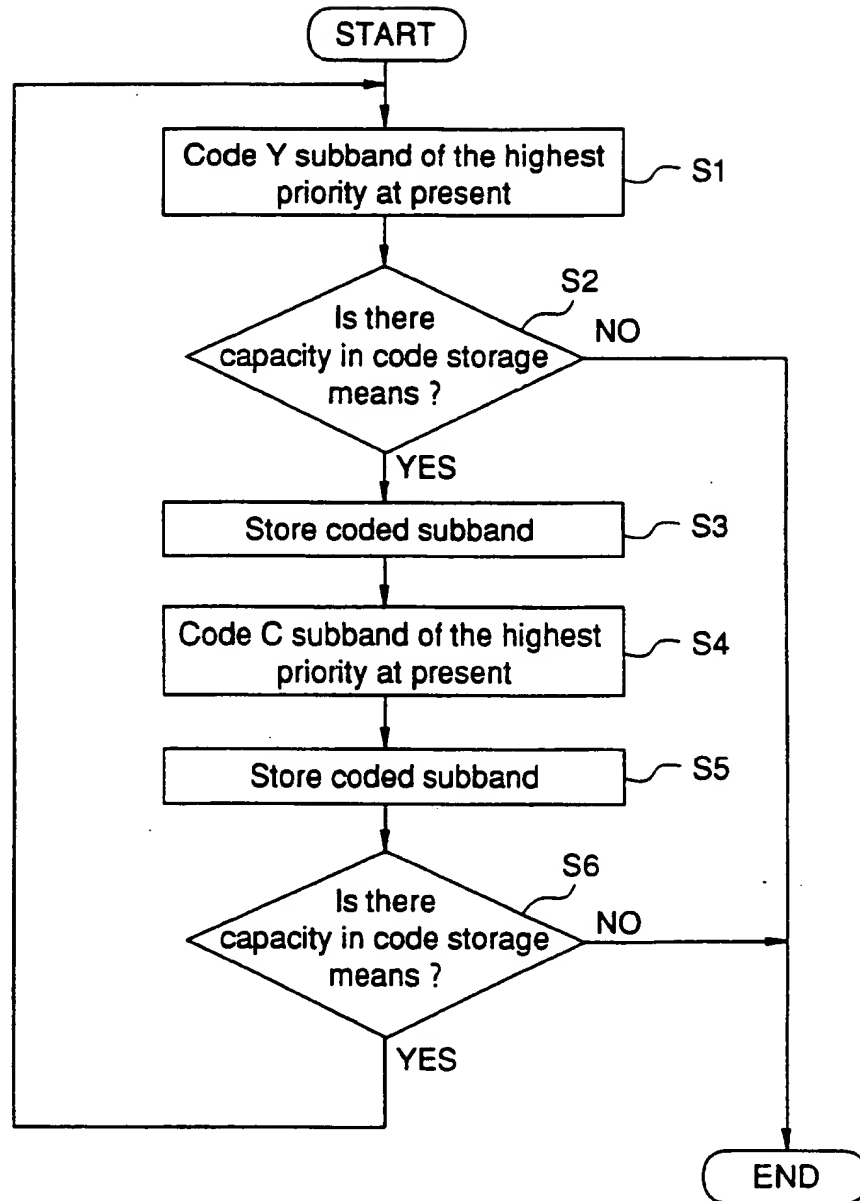 START
Code Y subband of the highest
priority at present
S1
S2
Is there
capacity in code storage
means ?
NO
YES
Store coded subband
S3
Code C subband of the highest
priority at present
S4
Store coded subband
S5
S6
Is there
capacity in code storage
means ?
NO
YES
END